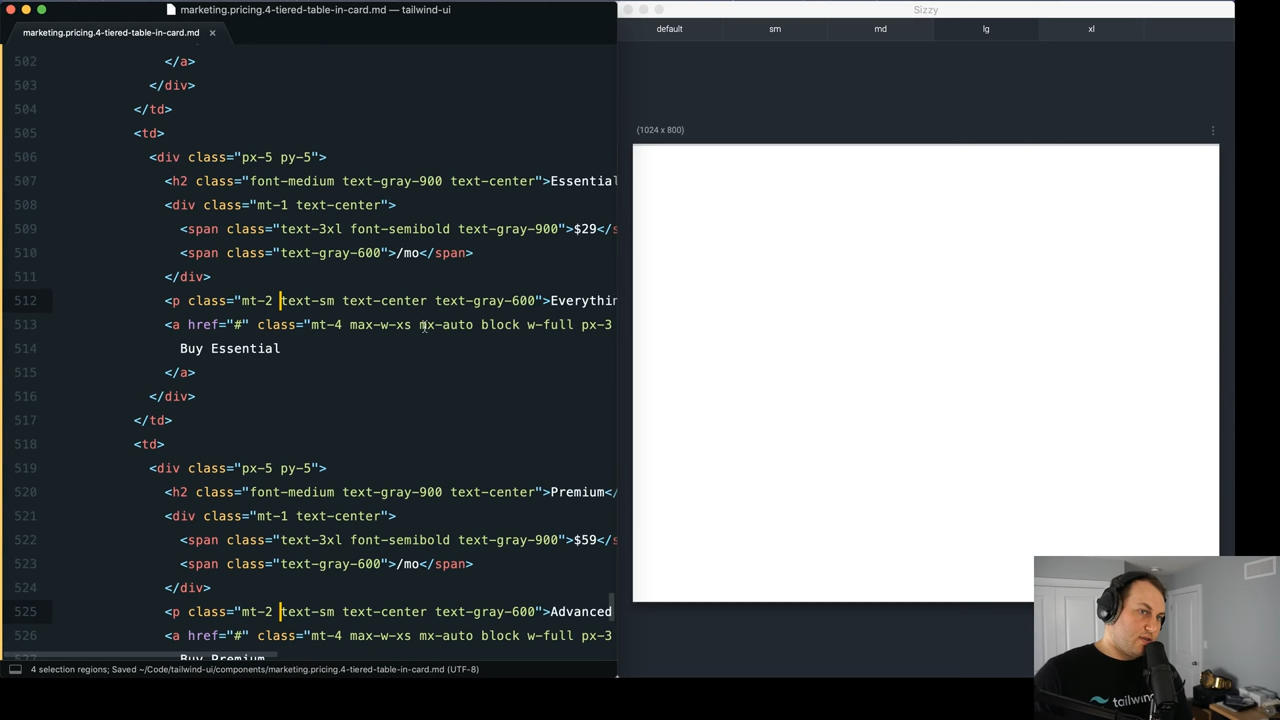 marketing.pricing.4-tiered-table-in-card.md — tailwind-ui
marketing.pricing.4-tiered-table-in-card.md ×
502 </a>
503 </div>
504 </td>
505 <td>
506 <div class="px-5 py-5">
507 <h2 class="font-medium text-gray-900 text-center">Essential
508 <div class="mt-1 text-center">
509 <span class="text-3xl font-semibold text-gray-900">$29</s
510 <span class="text-gray-600">/mo</span>
511 </div>
512 <p class="mt-2 text-sm text-center text-gray-600">Everythin
513 <a href="#" class="mt-4 max-w-xs mx-auto block w-full px-3
514 Buy Essential
515 </a>
516 </div>
517 </td>
518 <td>
519 <div class="px-5 py-5">
520 <h2 class="font-medium text-gray-900 text-center">Premium</
521 <div class="mt-1 text-center">
522 <span class="text-3xl font-semibold text-gray-900">$59</s
523 <span class="text-gray-600">/mo</span>
524 </div>
525 <p class="mt-2 text-sm text-center text-gray-600">Advanced
526 <a href="#" class="mt-4 max-w-xs mx-auto block w-full px-3
Buy Premium
4 selection regions; Saved ~/Code/tailwind-ui/components/marketing.pricing.4-tiered-table-in-card.md (UTF-8)
Sizzy
default sm md lg xl
(1024 x 800)
tailwin